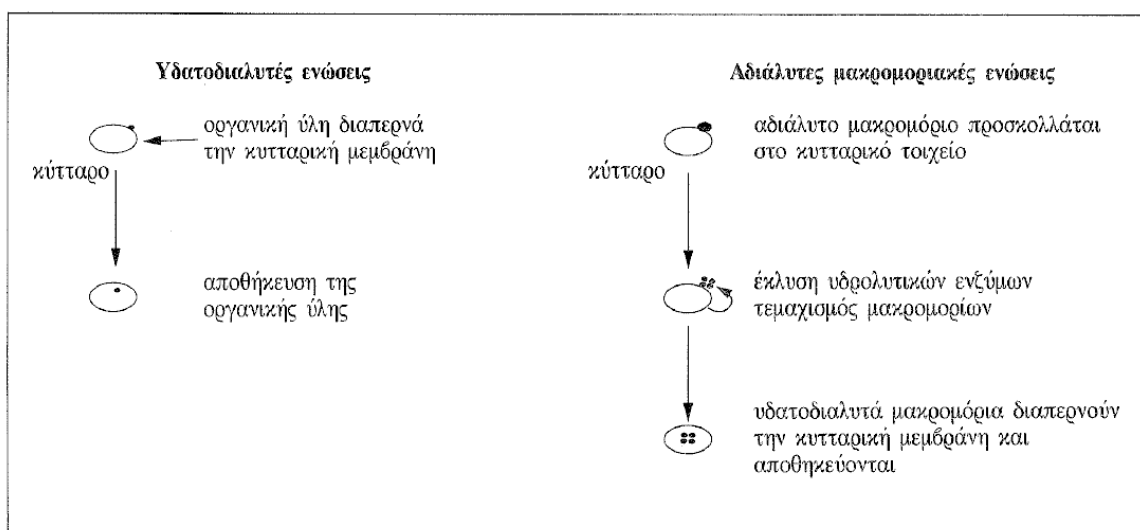 Υδατοδιαλυτές ενώσεις
οργανική ύλη διαπερνά
την κυτταρική μεμβράνη
κύτταρο
αποθήκευση της
οργανικής ύλης
Αδιάλυτες μακρομοριακές ενώσεις
αδιάλυτο μακρομόριο προσκολλάται
στο κυτταρικό τοιχείο
κύτταρο
έκλυση υδρολυτικών ενζύμων
τεμαχισμός μακρομορίων
υδατοδιαλυτά μακρομόρια διαπερνούν
την κυτταρική μεμβράνη και
αποθηκεύονται